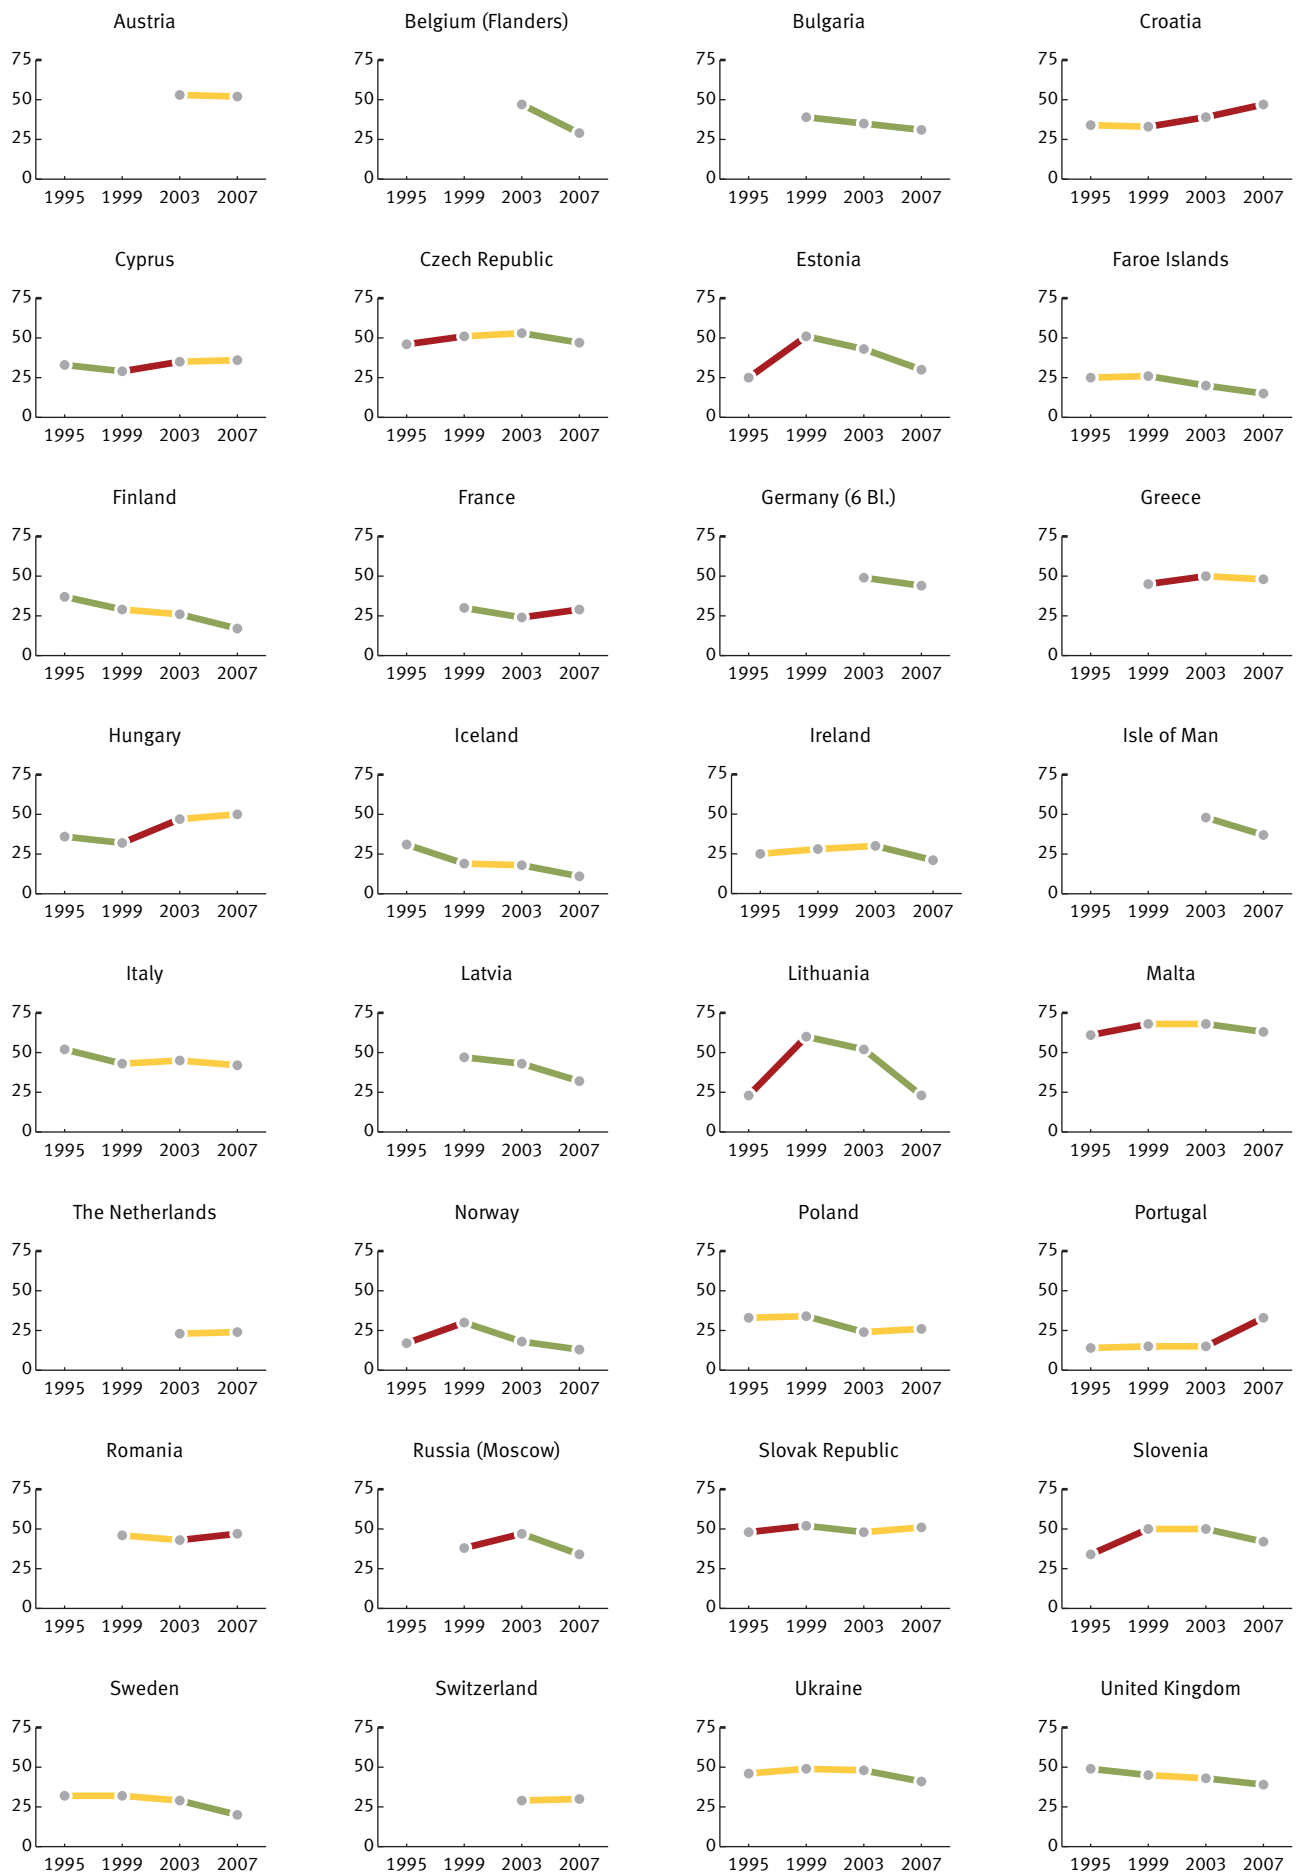 Austria Belgium (Flanders) Bulgaria Croatia
75 75 75 75
50 50 50 50
25 25 25 25
0 0 0 0
1995 1999 2003 2007 1995 1999 2003 2007 1995 1999 2003 2007 1995 1999 2003 2007
Cyprus Czech Republic Estonia Faroe Islands
75 75 75 75
50 50 50 50
25 25 25 25
0 0 0 0
1995 1999 2003 2007 1995 1999 2003 2007 1995 1999 2003 2007 1995 1999 2003 2007
Finland France Germany (6 Bl.) Greece
75 75 75 75
50 50 50 50
25 25 25 25
0 0 0 0
1995 1999 2003 2007 1995 1999 2003 2007 1995 1999 2003 2007 1995 1999 2003 2007
Hungary Iceland Ireland Isle of Man
75 75 75 75
50 50 50 50
25 25 25 25
0 0 0 0
1995 1999 2003 2007 1995 1999 2003 2007 1995 1999 2003 2007 1995 1999 2003 2007
Italy Latvia Lithuania Malta
75 75 75 75
50 50 50 50
25 25 25 25
0 0 0 0
1995 1999 2003 2007 1995 1999 2003 2007 1995 1999 2003 2007 1995 1999 2003 2007
The Netherlands Norway Poland Portugal
75 75 75 75
50 50 50 50
25 25 25 25
0 0 0 0
1995 1999 2003 2007 1995 1999 2003 2007 1995 1999 2003 2007 1995 1999 2003 2007
Romania Russia (Moscow) Slovak Republic Slovenia
75 75 75 75
50 50 50 50
25 25 25 25
0 0 0 0
1995 1999 2003 2007 1995 1999 2003 2007 1995 1999 2003 2007 1995 1999 2003 2007
Sweden Switzerland Ukraine United Kingdom
75 75 75 75
50 50 50 50
25 25 25 25
0 0 0 0
1995 1999 2003 2007 1995 1999 2003 2007 1995 1999 2003 2007 1995 1999 2003 2007